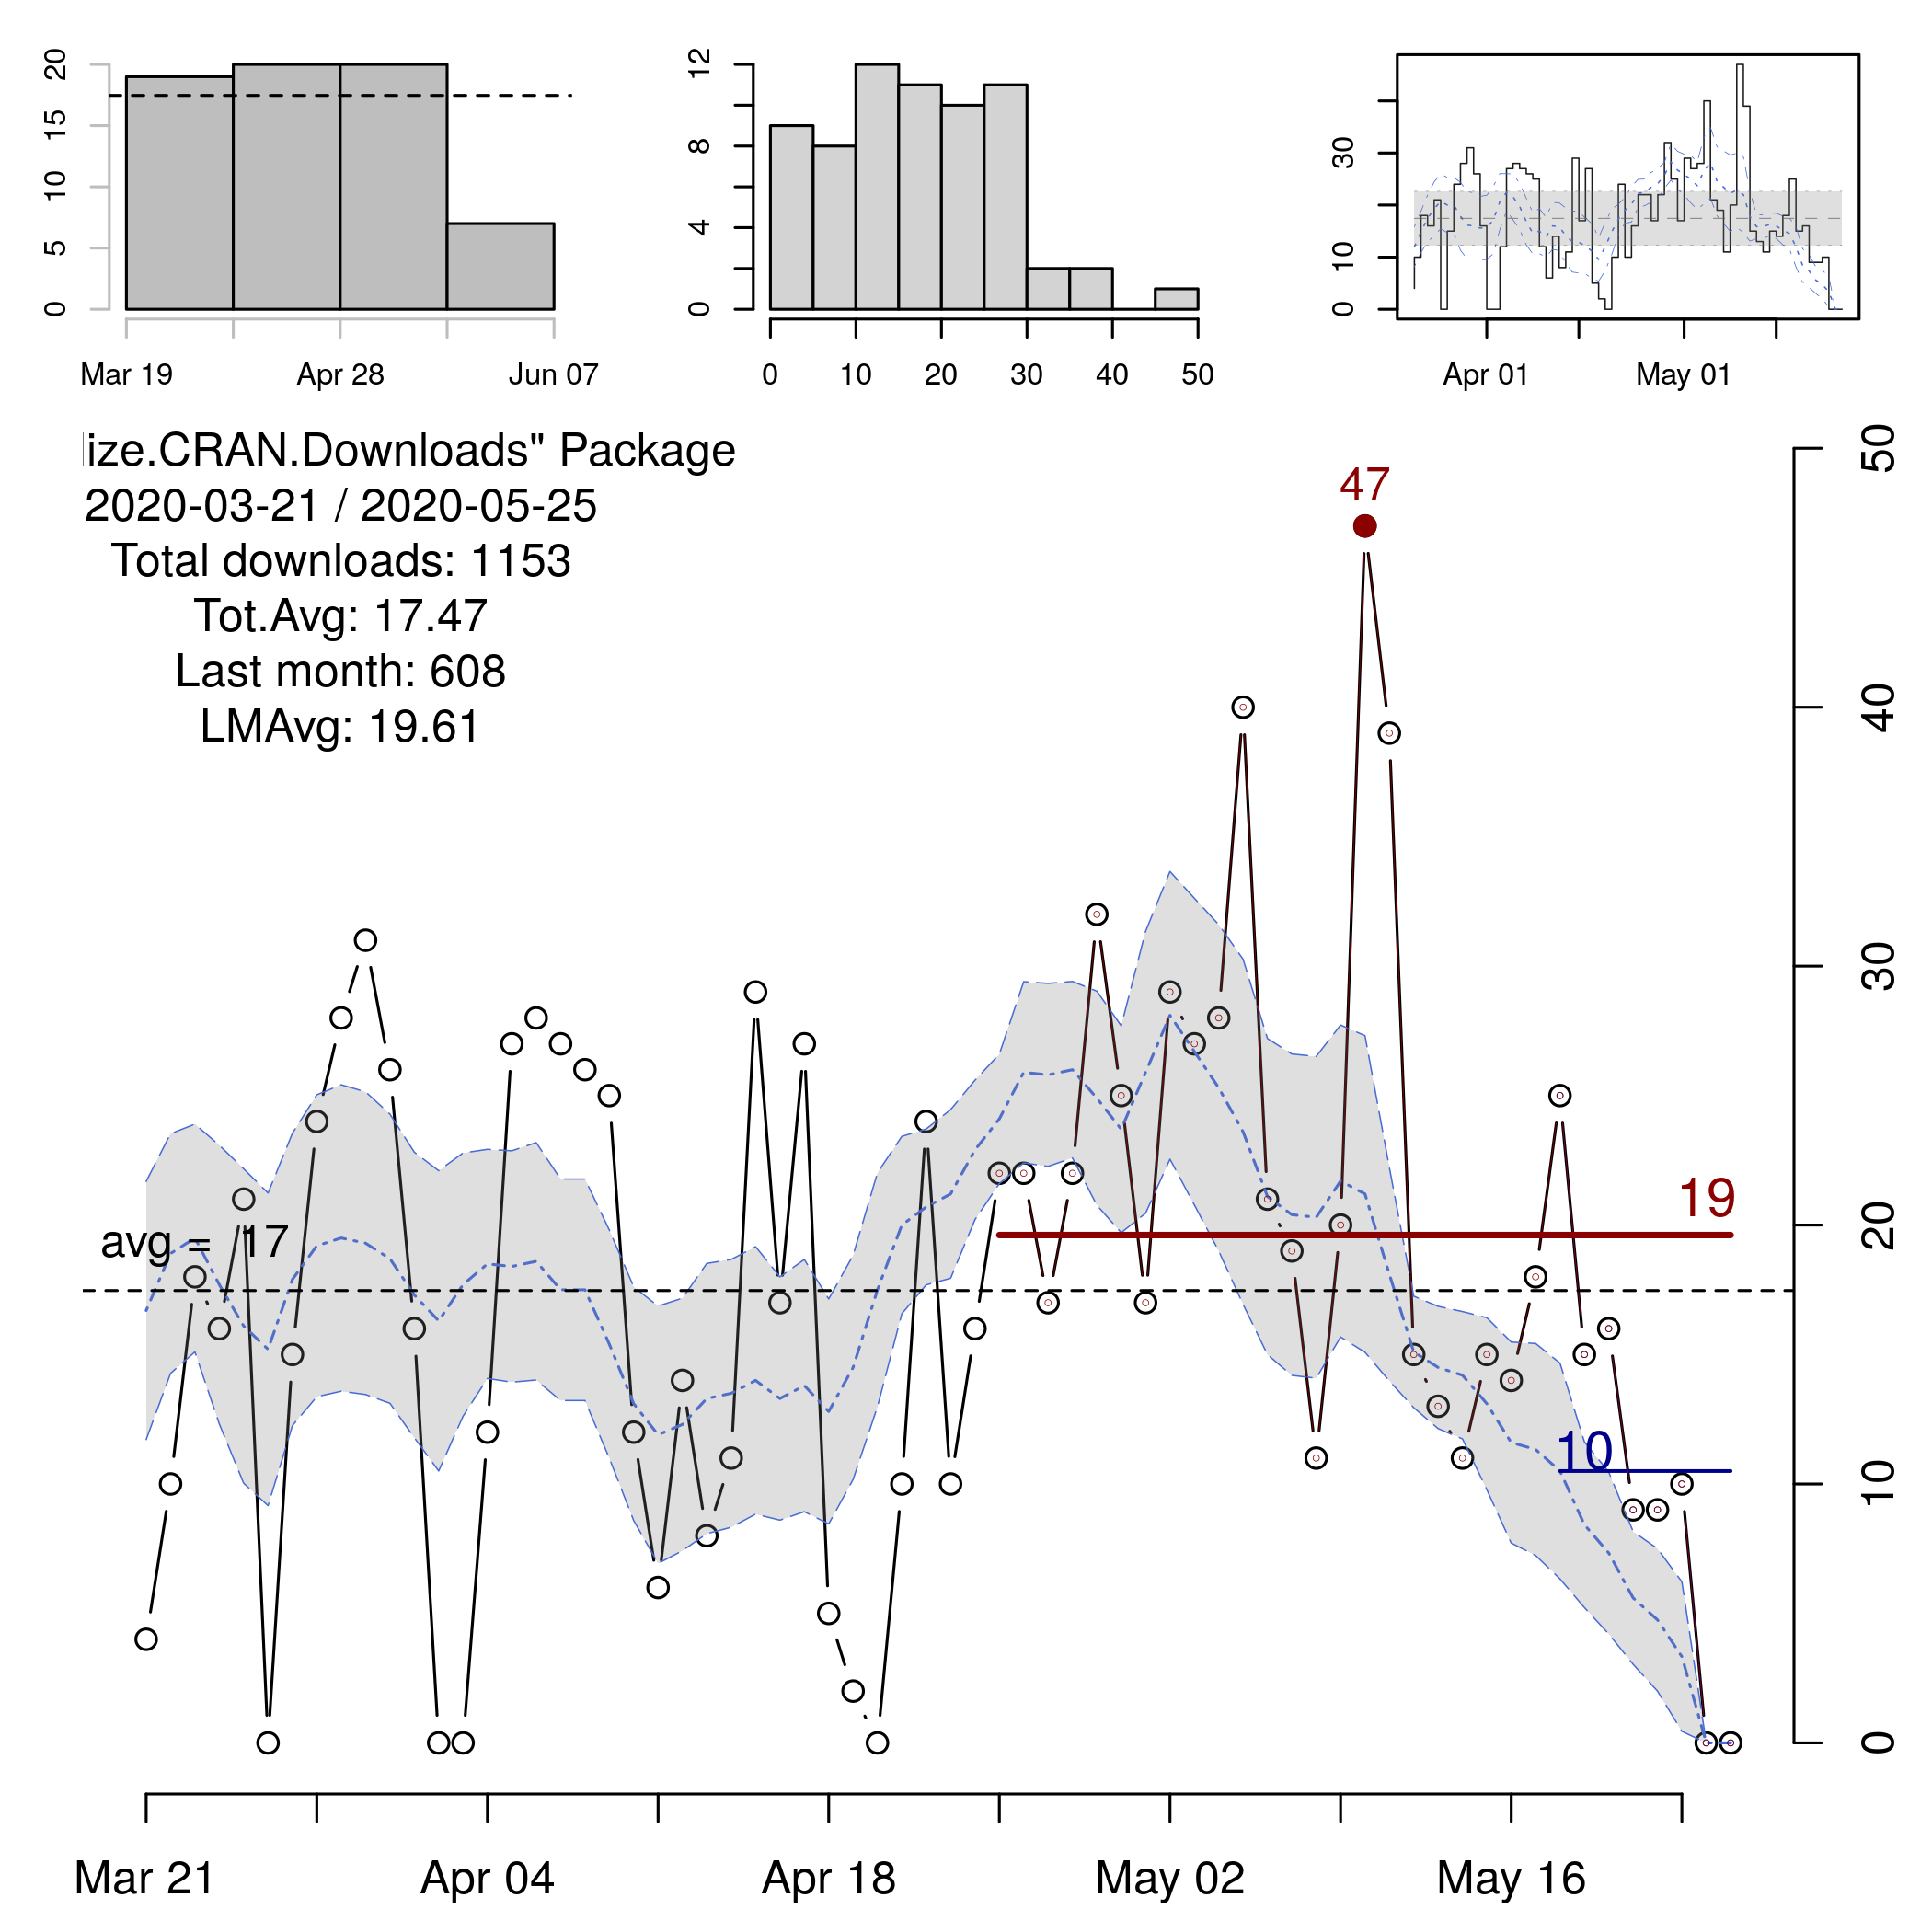 20
15
10
5
0
Mar 19 Apr 28 Jun 07
12
8
4
0
0 10 20 30 40 50
30
10
0
Apr 01 May 01
ize.CRAN.Downloads" Package
2020-03-21 / 2020-05-25
Total downloads: 1153
Tot.Avg: 17.47
Last month: 608
LMAvg: 19.61
47
19
avg = 17
10
50
40
30
20
10
0
Mar 21 Apr 04 Apr 18 May 02 May 16